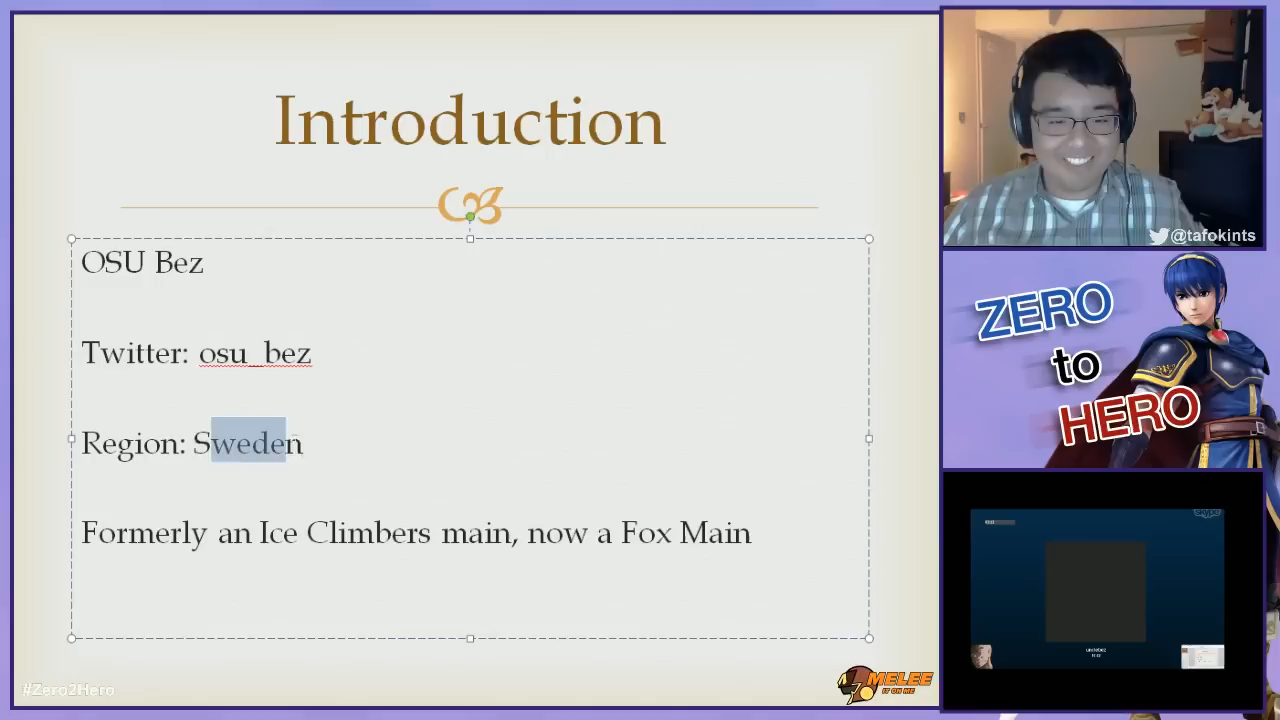 Introduction
OSU Bez
Twitter: osu_bez
Region: Sweden
Formerly an Ice Climbers main, now a Fox Main
#Zero2Hero
MELEE
IT ON ME
@tafokints
ZERO
to
HERO
skype